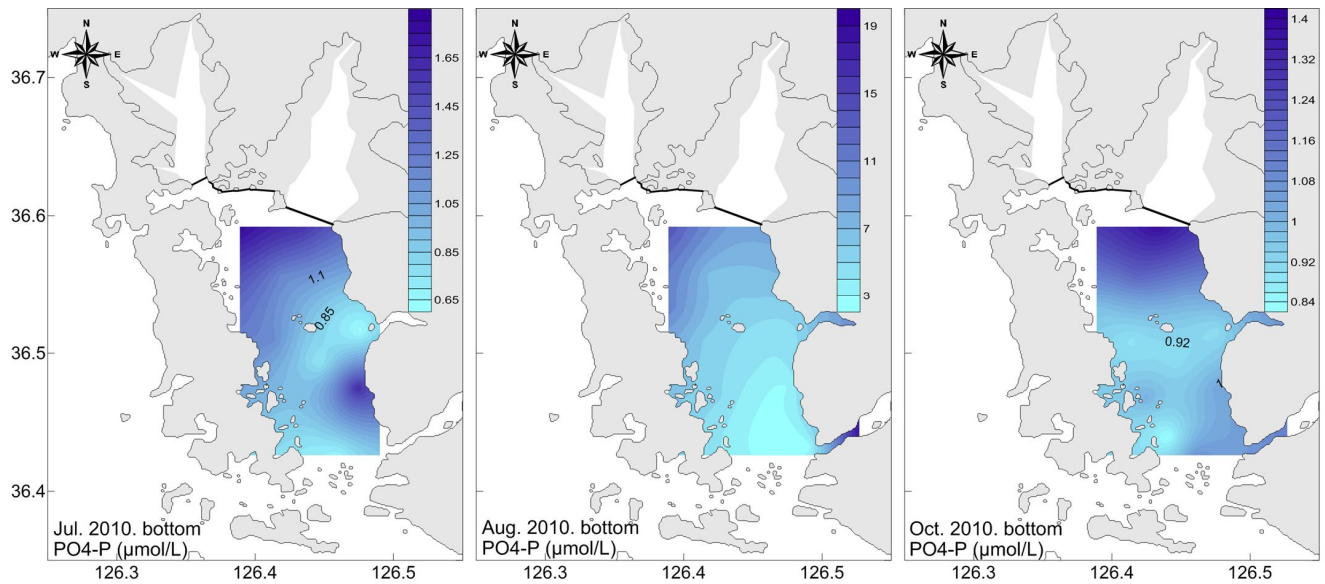 N
W E
S
36.7
36.6
36.5
36.4
126.3 126.4 126.5
1.65
1.45
1.25
1.05
0.85
0.65
1.1
0.85
Jul. 2010. bottom
PO4-P (µmol/L)
N
W E
S
19
15
11
7
3
Aug. 2010. bottom
PO4-P (µmol/L)
126.3 126.4 126.5
N
W E
S
1.4
1.32
1.24
1.16
1.08
1
0.92
0.84
0.92
1
Oct. 2010. bottom
PO4-P (µmol/L)
126.3 126.4 126.5